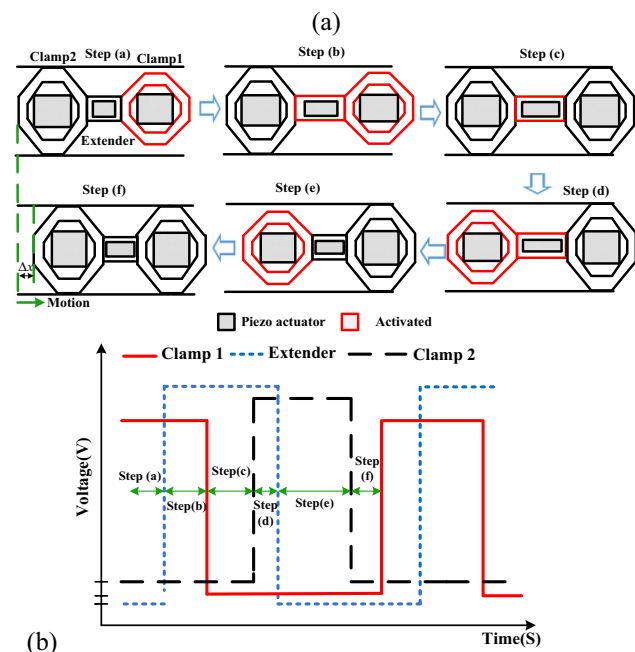 (a)
Clamp2 Step (a) Clamp1
Step (b)
Step (c)
Extender
Step (d)
Step (e)
Step (f)
Δx
Motion
Piezo actuator Activated
Clamp 1 Extender Clamp 2
Voltage(V)
Step (a)
Step(b)
Step(c)
Step (d)
Step(e)
Step (f)
Time(S)
(b)